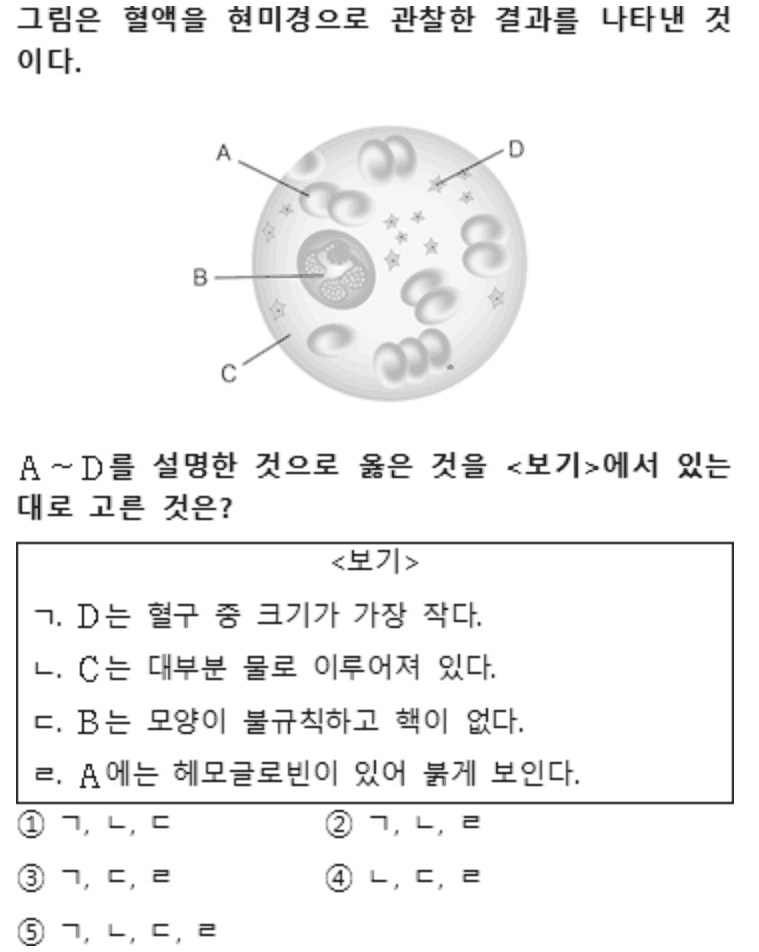 그림은 혈액을 현미경으로 관찰한 결과를 나타낸 것
이다.
A
D
B
C
A ~ D를 설명한 것으로 옳은 것을 <보기>에서 있는
대로 고른 것은?
<보기>
ㄱ. D는 혈구 중 크기가 가장 작다.
ㄴ. C는 대부분 물로 이루어져 있다.
ㄷ. B는 모양이 불규칙하고 핵이 없다.
ㄹ. A에는 헤모글로빈이 있어 붉게 보인다.
① ㄱ, ㄴ, ㄷ ② ㄱ, ㄴ, ㄹ
③ ㄱ, ㄷ, ㄹ ④ ㄴ, ㄷ, ㄹ
⑤ ㄱ, ㄴ, ㄷ, ㄹ